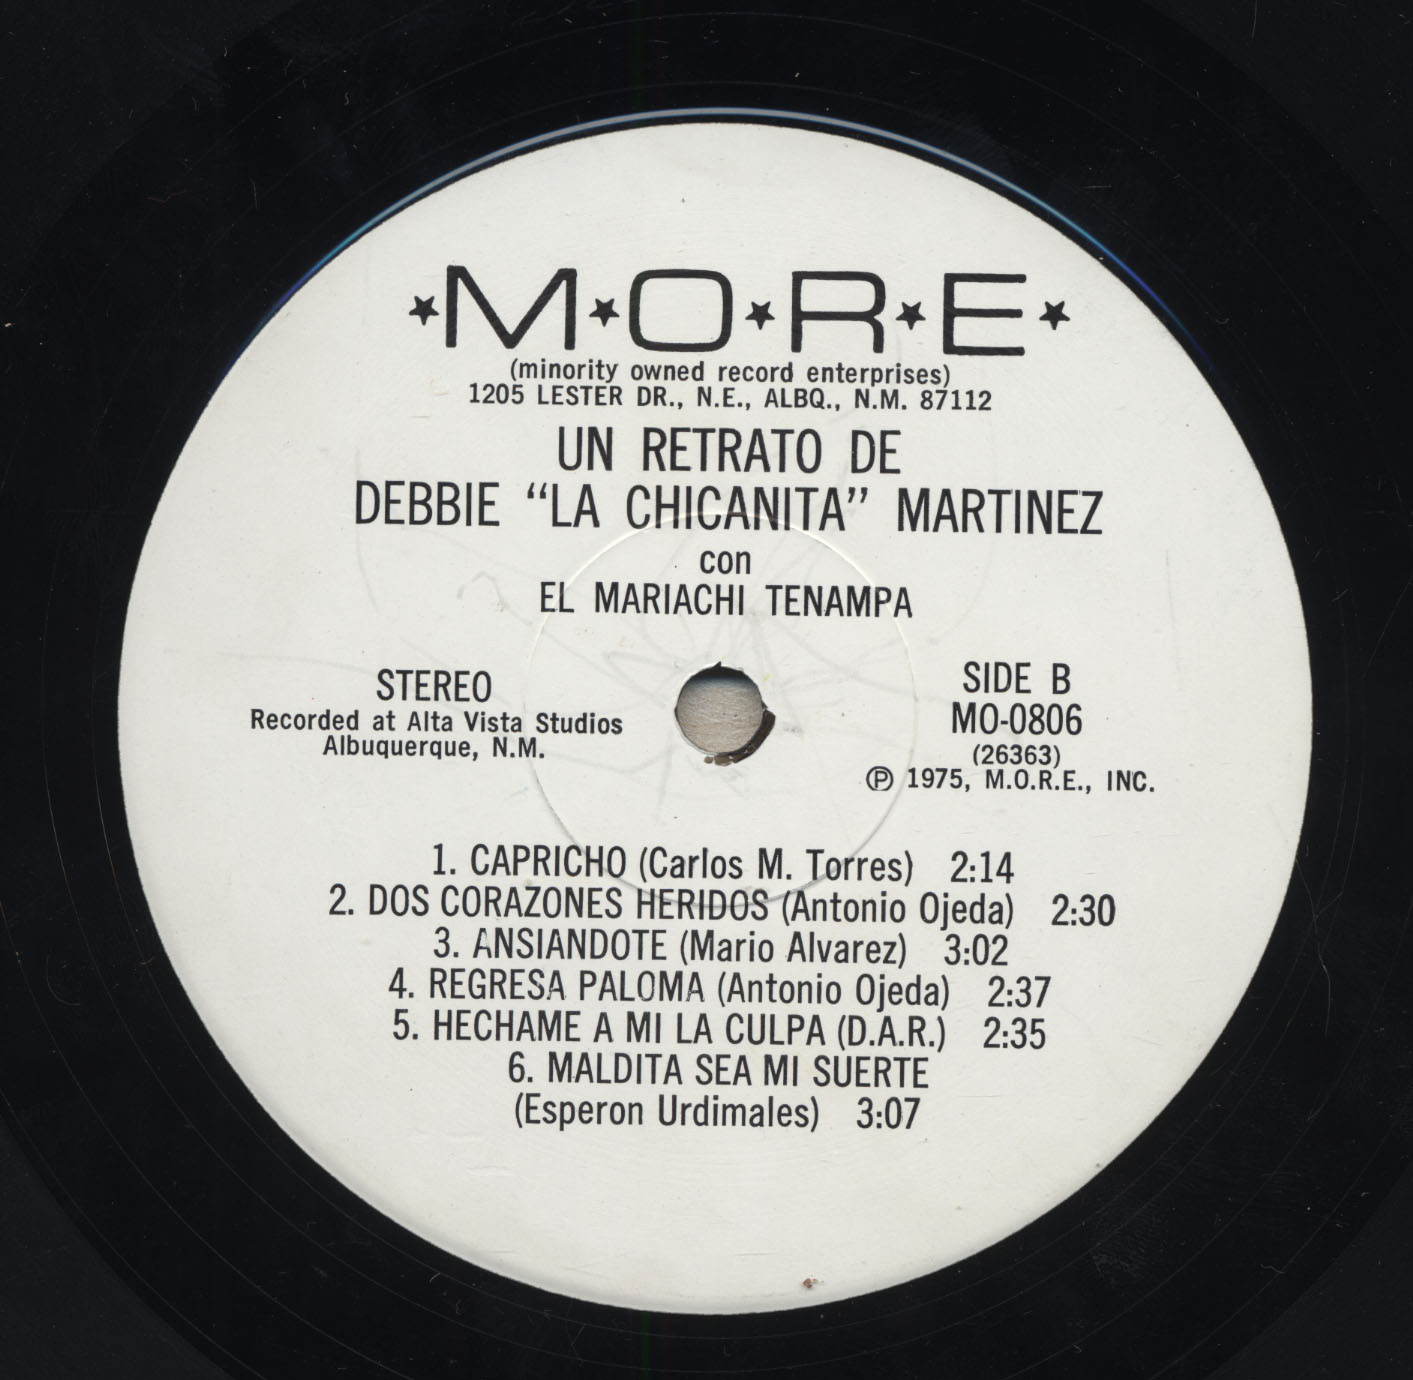 ★M★O★R★E★
(minority owned record enterprises)
1205 LESTER DR., N.E., ALBQ., N.M. 87112
UN RETRATO DE
DEBBIE “LA CHICANITA” MARTINEZ
con
EL MARIACHI TENAMPA
STEREO
Recorded at Alta Vista Studios
Albuquerque, N.M.
SIDE B
MO-0806
(26363)
℗ 1975, M.O.R.E., INC.
1. CAPRICHO (Carlos M. Torres) 2:14
2. DOS CORAZONES HERIDOS (Antonio Ojeda) 2:30
3. ANSIANDOTE (Mario Alvarez) 3:02
4. REGRESA PALOMA (Antonio Ojeda) 2:37
5. HECHAME A MI LA CULPA (D.A.R.) 2:35
6. MALDITA SEA MI SUERTE
(Esperon Urdimales) 3:07